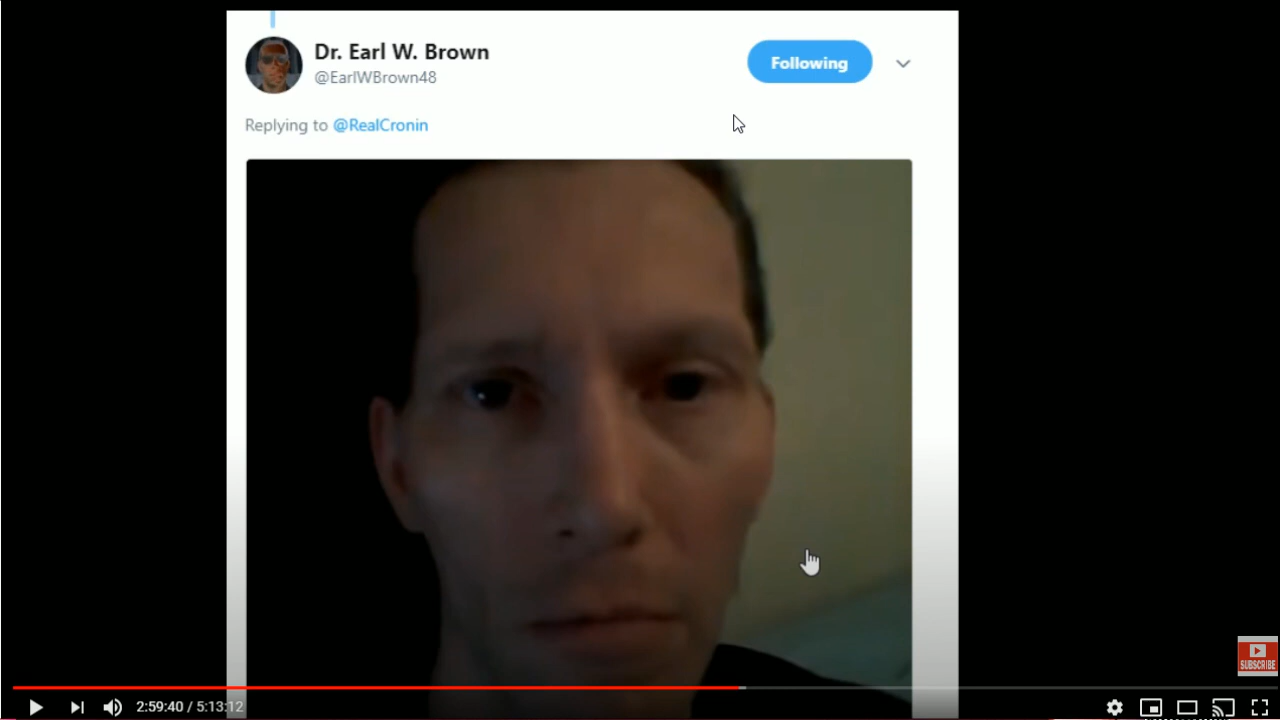 Dr. Earl W. Brown
@EarlWBrown48
Following
Replying to @RealCronin
SUBSCRIBE
2:59:40 / 5:13:12